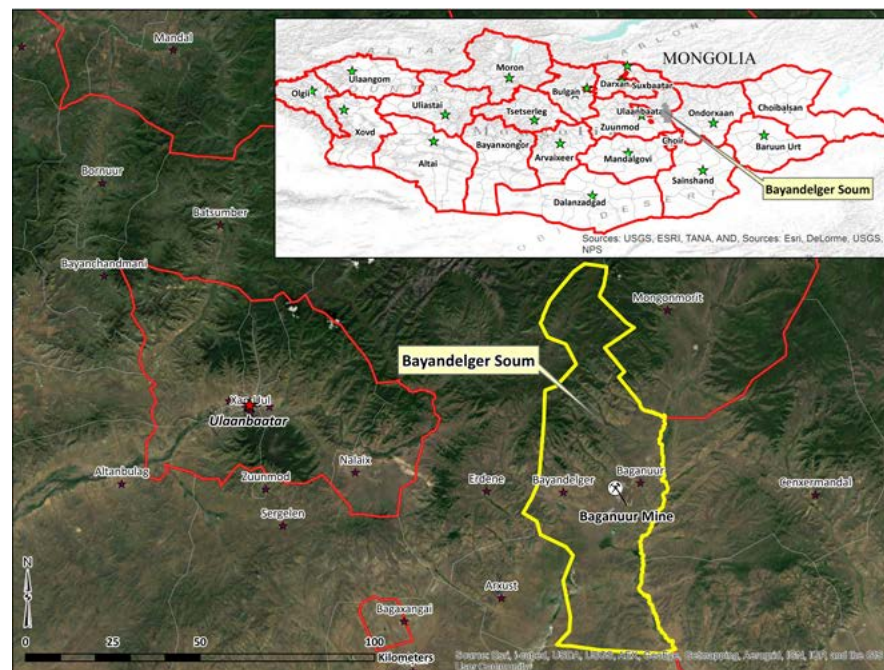 Mandal
Bornuur
Batsumber
Bayanchandmani
Mongonmorit
Bayandelger Soum
Ulaanbaatar
Altanbulag
Zuunmod
Nalaix
Sergelen
Erdene
Bayandelger
Baganuur
Cenxermandal
Baganuur Mine
Arxust
Bagaxangai
N
0
25
50
100
Kilometers
MONGOLIA
Olgii
Ulaangom
Moron
Bulgan
Darxan
Suxbaatar
Uliastai
Tsetserleg
Ulaanbaatar
Zuunmod
Ondorxaan
Choibalsan
Xovd
Altai
Bayanxongor
Arvaixeer
Mandalgovi
Choir
Baruun Urt
Sainshand
Dalanzadgad
Bayandelger Soum
Sources: USGS, ESRI, TANA, AND, Sources: Esri, DeLorme, USGS,
NPS